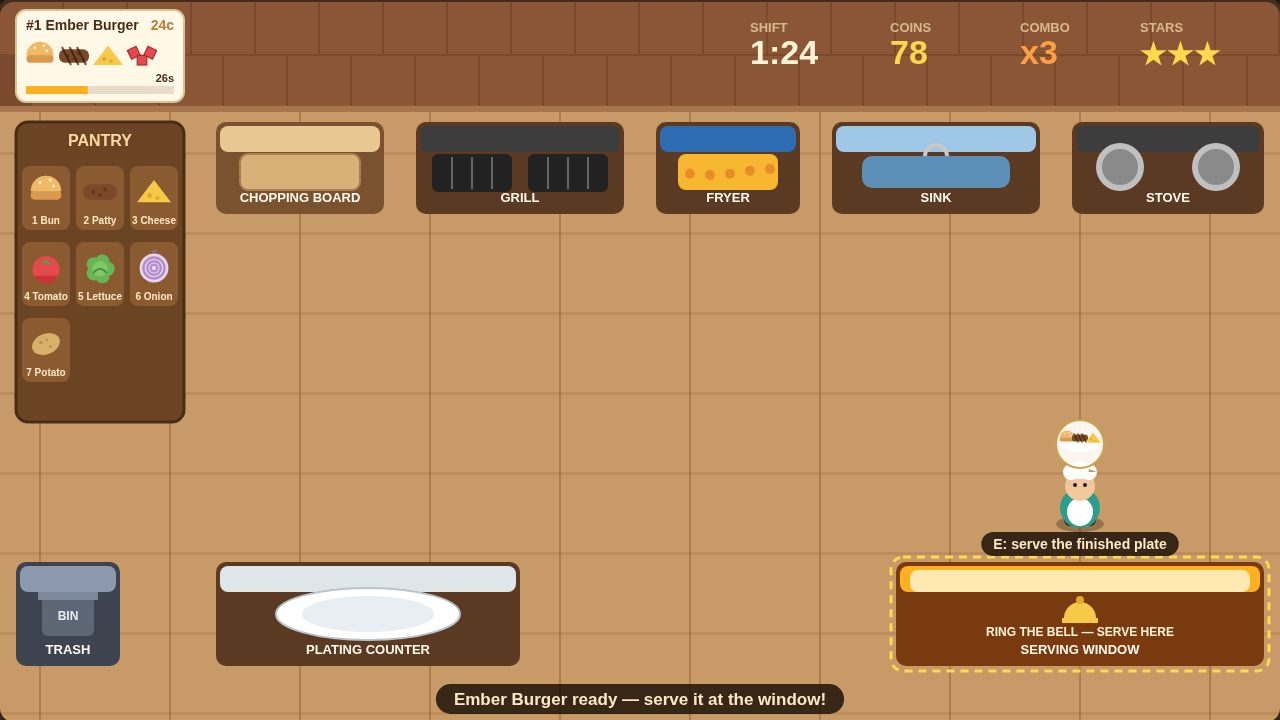 #1 Ember Burger 24c
26s
SHIFT
1:24
COINS
78
COMBO
x3
STARS
PANTRY
1 Bun
2 Patty
3 Cheese
4 Tomato
5 Lettuce
6 Onion
7 Potato
CHOPPING BOARD
GRILL
FRYER
SINK
STOVE
E: serve the finished plate
BIN
TRASH
PLATING COUNTER
RING THE BELL — SERVE HERE
SERVING WINDOW
Ember Burger ready — serve it at the window!